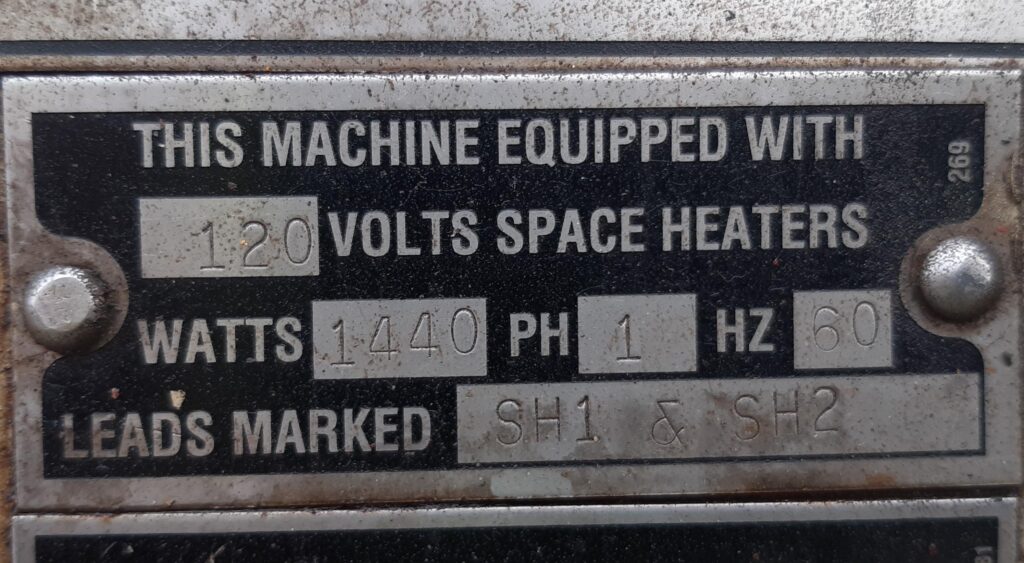 THIS MACHINE EQUIPPED WITH
269
120 VOLTS SPACE HEATERS
WATTS 1440 PH 1 HZ 60
LEADS MARKED SH1 & SH2